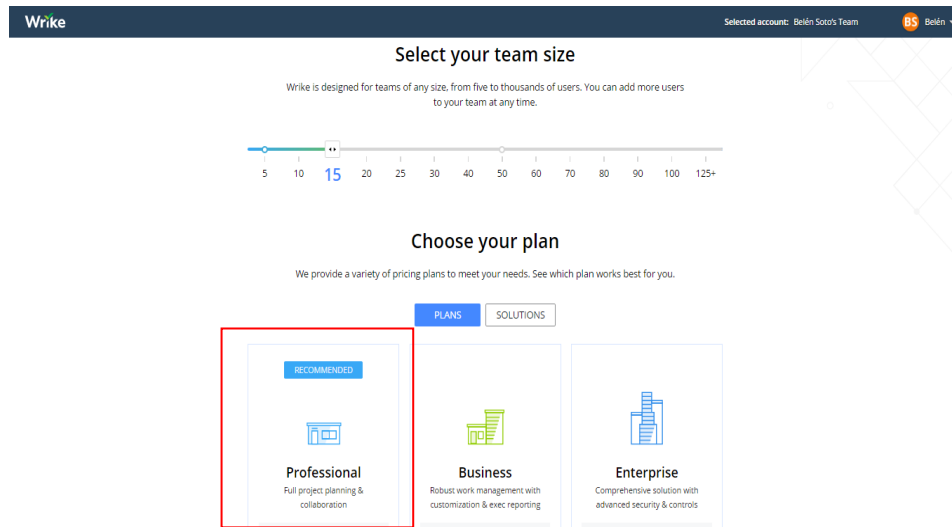 Wrike
Selected account: Belén Soto's Team
BS
Belén
Select your team size
Wrike is designed for teams of any size, from five to thousands of users. You can add more users
to your team at any time.
5 10 15 20 25 30 40 50 60 70 80 90 100 125+
Choose your plan
We provide a variety of pricing plans to meet your needs. See which plan works best for you.
PLANS SOLUTIONS
RECOMMENDED
Professional
Full project planning &
collaboration
Business
Robust work management with
customization & exec reporting
Enterprise
Comprehensive solution with
advanced security & controls